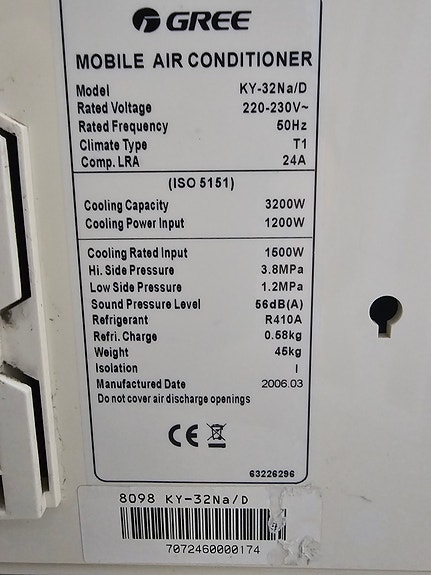 GREE
MOBILE AIR CONDITIONER
Model KY-32Na/D
Rated Voltage 220-230V~
Rated Frequency 50Hz
Climate Type T1
Comp. LRA 24A
(ISO 5151)
Cooling Capacity 3200W
Cooling Power Input 1200W
Cooling Rated Input 1500W
Hi. Side Pressure 3.8MPa
Low Side Pressure 1.2MPa
Sound Pressure Level 56dB(A)
Refrigerant R410A
Refri. Charge 0.58kg
Weight 45kg
Isolation I
Manufactured Date 2006.03
Do not cover air discharge openings
CE
63226296
8098 KY-32Na/D
7072460000174